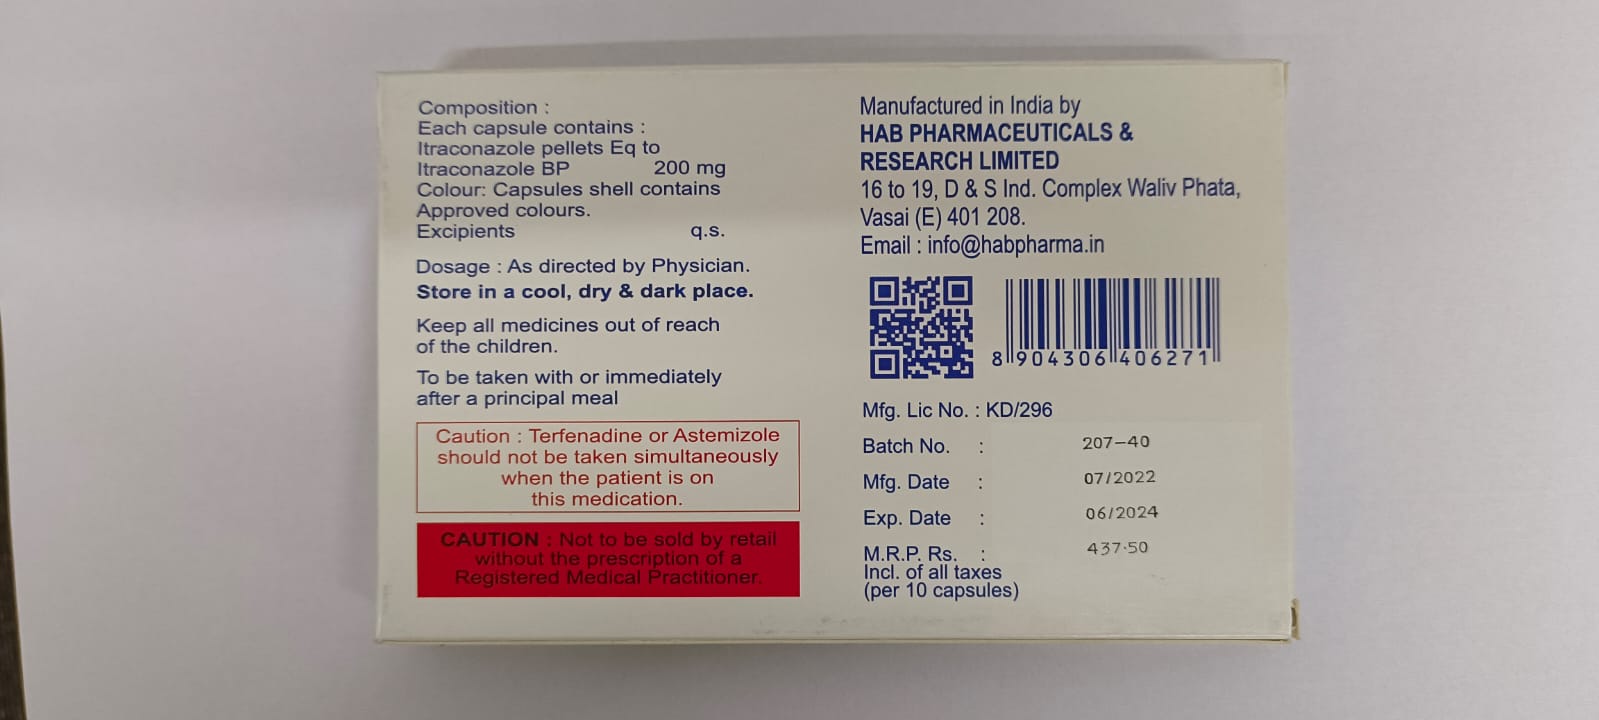 Composition :
Each capsule contains :
Itraconazole pellets Eq to
Itraconazole BP 200 mg
Colour: Capsules shell contains
Approved colours.
Excipients q.s.
Dosage : As directed by Physician.
Store in a cool, dry & dark place.
Keep all medicines out of reach
of the children.
To be taken with or immediately
after a principal meal
Caution : Terfenadine or Astemizole
should not be taken simultaneously
when the patient is on
this medication.
CAUTION : Not to be sold by retail
without the prescription of a
Registered Medical Practitioner.
Manufactured in India by
HAB PHARMACEUTICALS &
RESEARCH LIMITED
16 to 19, D & S Ind. Complex Waliv Phata,
Vasai (E) 401 208.
Email : info@habpharma.in
8 904306 406271
Mfg. Lic No. : KD/296
Batch No. : 207-40
Mfg. Date : 07/2022
Exp. Date : 06/2024
M.R.P. Rs. : 437.50
Incl. of all taxes
(per 10 capsules)